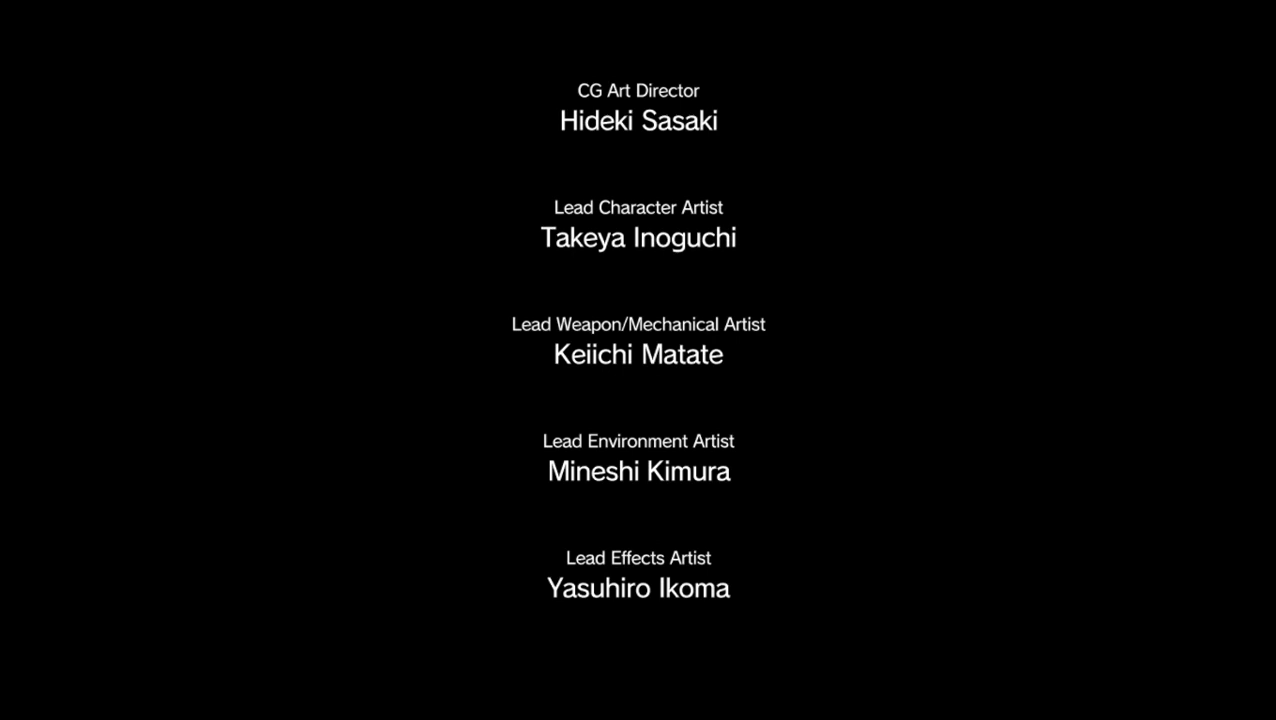 CG Art Director
Hideki Sasaki
Lead Character Artist
Takeya Inoguchi
Lead Weapon/Mechanical Artist
Keiichi Matate
Lead Environment Artist
Mineshi Kimura
Lead Effects Artist
Yasuhiro Ikoma